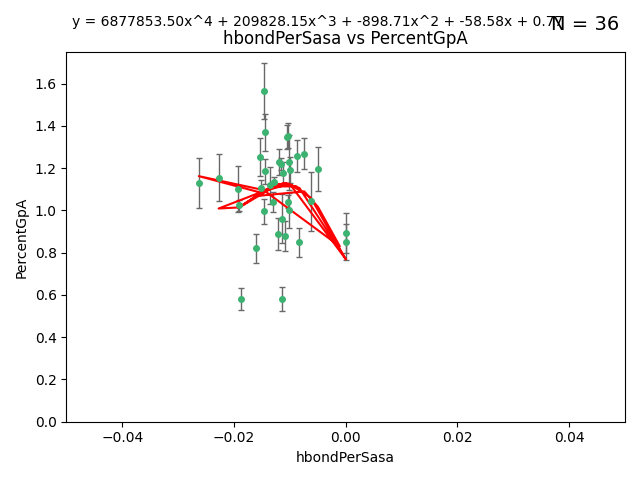 y = 6877853.50x^4 + 209828.15x^3 + -898.71x^2 + -58.58x + 0.77
N = 36
hbondPerSasa vs PercentGpA
PercentGpA
1.6
1.4
1.2
1.0
0.8
0.6
0.4
0.2
0.0
−0.04 −0.02 0.00 0.02 0.04
hbondPerSasa